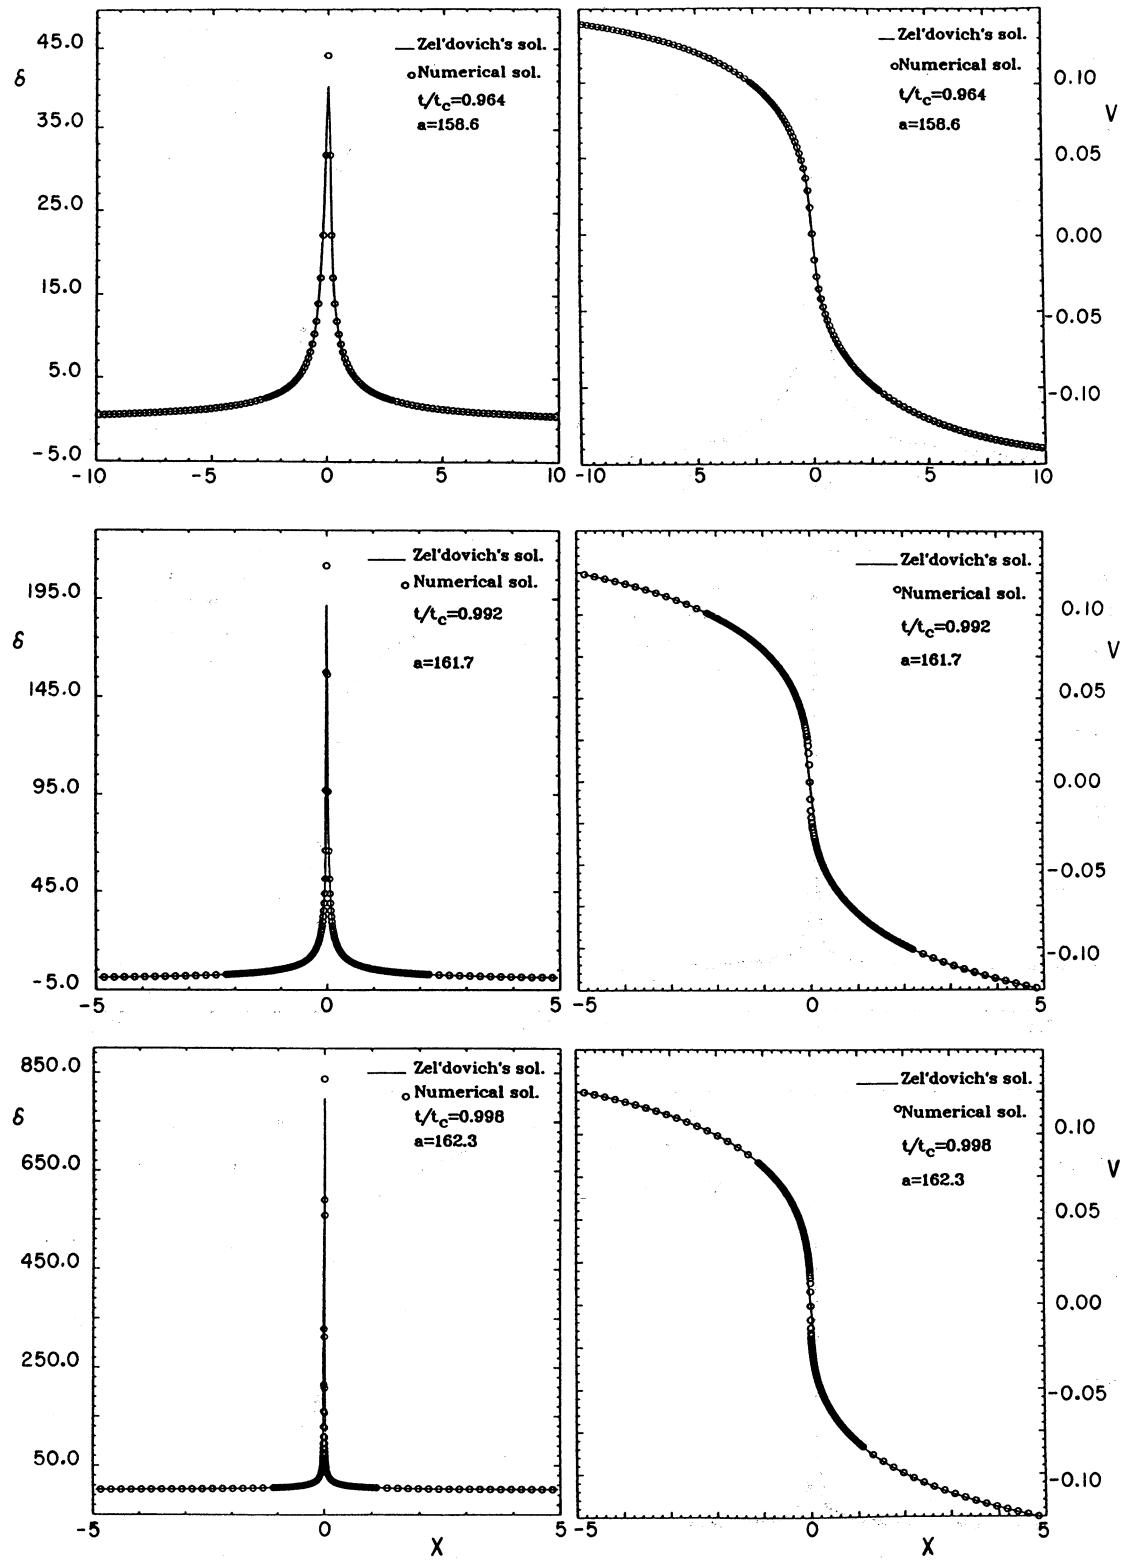 45.0
δ
35.0
25.0
15.0
5.0
-5.0
-10
-5
0
5
10
Zel'dovich's sol.
Numerical sol.
t/tc=0.964
a=158.6
Zel'dovich's sol.
Numerical sol.
t/tc=0.964
a=158.6
0.10
V
0.05
0.00
-0.05
-0.10
-10
5
0
5
10
195.0
δ
145.0
95.0
45.0
-5.0
-5
0
5
Zel'dovich's sol.
Numerical sol.
t/tc=0.992
a=161.7
Zel'dovich's sol.
Numerical sol.
t/tc=0.992
a=161.7
0.10
V
0.05
0.00
-0.05
-0.10
-5
0
5
850.0
δ
650.0
450.0
250.0
50.0
-5
0
5
X
Zel'dovich's sol.
Numerical sol.
t/tc=0.998
a=162.3
Zel'dovich's sol.
Numerical sol.
t/tc=0.998
a=162.3
0.10
V
0.05
0.00
-0.05
-0.10
-5
0
5
X